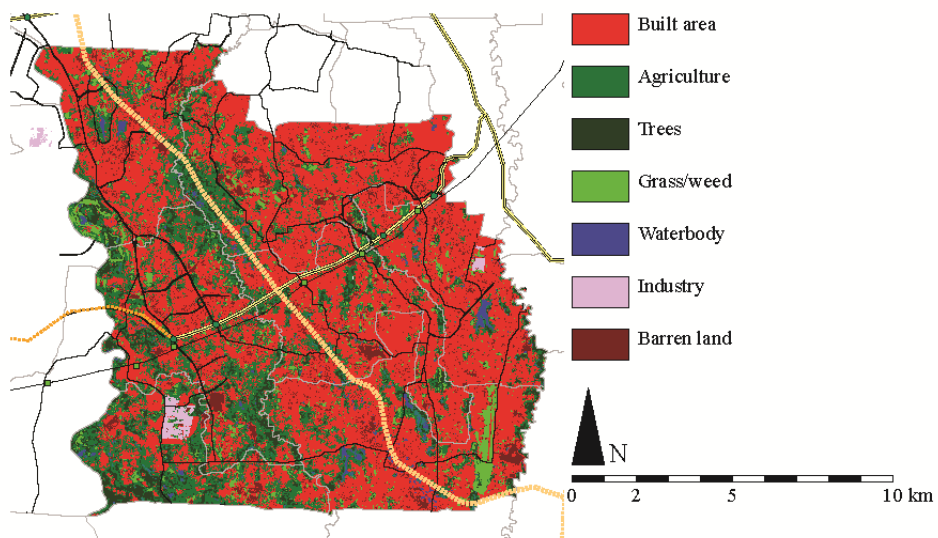 Built area
Agriculture
Trees
Grass/weed
Waterbody
Industry
Barren land
N
0 2 5 10 km